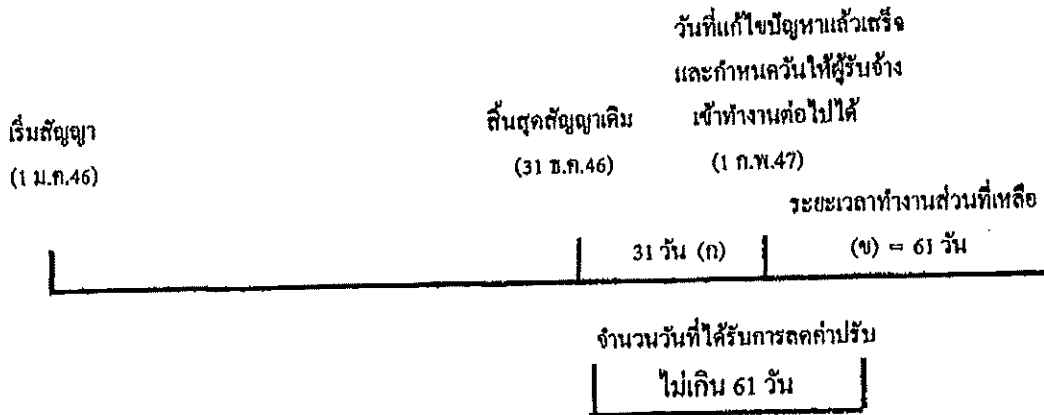 วันที่แก้ไขปัญหาแล้วเสร็จ
และกำหนดวันให้ผู้รับจ้าง
เริ่มสัญญา
สิ้นสุดสัญญาเดิม
เข้าทำงานต่อไปได้
(1 ม.ค.46)
(31 ธ.ค.46)
(1 ก.พ.47)
ระยะเวลาทำงานส่วนที่เหลือ
31 วัน (ก)
(ข) = 61 วัน
จำนวนวันที่ได้รับการลดค่าปรับ
ไม่เกิน 61 วัน